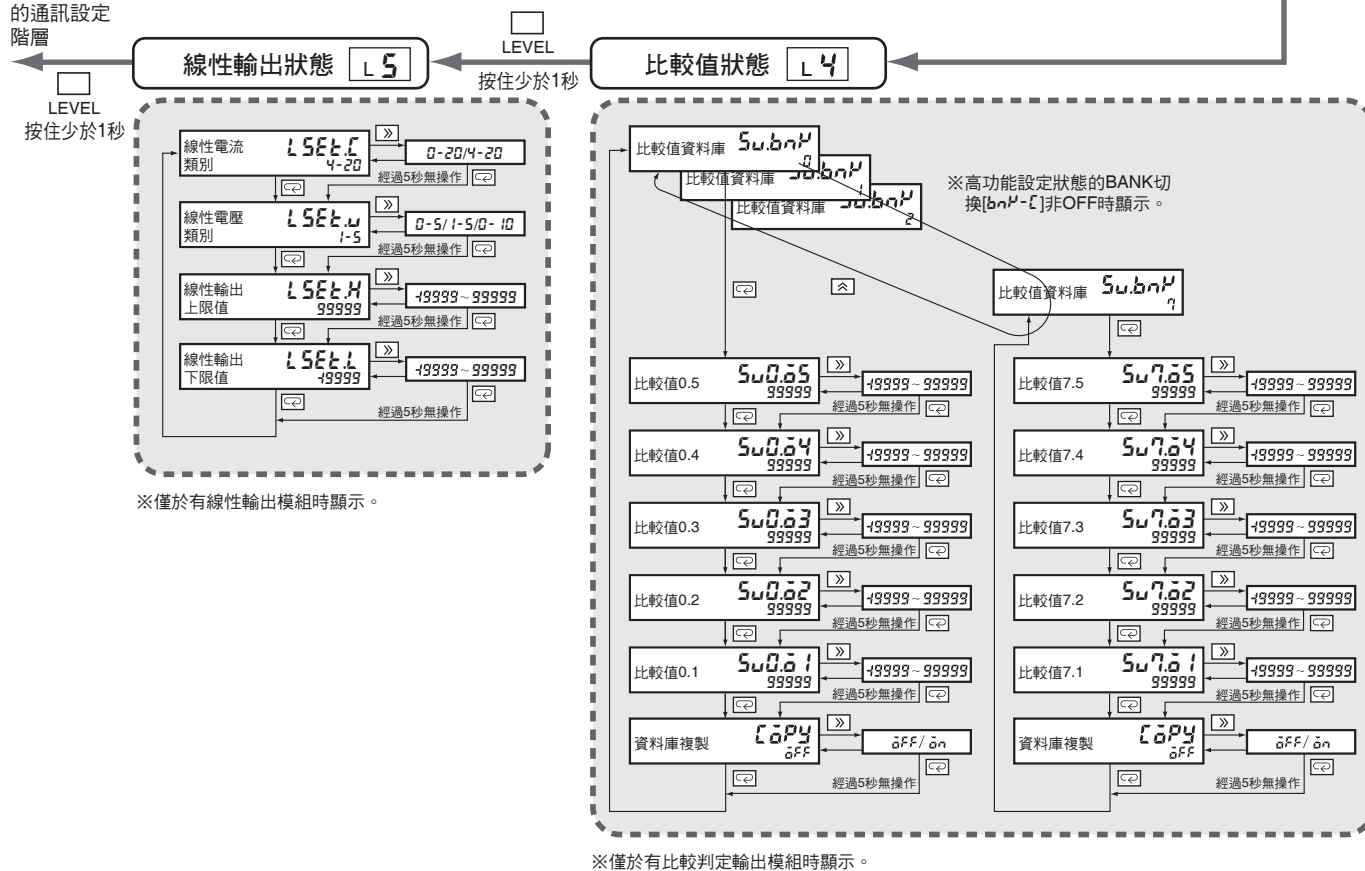 的通訊設定
階層
LEVEL
按住少於1秒
線性輸出狀態 L 5
LEVEL
按住少於1秒
比較值狀態 L 4
線性電流
類別
LSEt.C
4-20
0-20/4-20
經過5秒無操作
線性電壓
類別
LSEt.u
1-5
0-5/1-5/0-10
經過5秒無操作
線性輸出
上限值
LSEt.H
99999
-19999~99999
經過5秒無操作
線性輸出
下限值
LSEt.L
-19999
-19999~99999
經過5秒無操作
※僅於有線性輸出模組時顯示。
比較值資料庫 Su.bnK
0
比較值資料庫 Su.bnK
1
比較值資料庫 Su.bnK
2
※高功能設定狀態的BANK切
換[bnK-C]非OFF時顯示。
比較值資料庫 Su.bnK
7
比較值0.5 Su0.o5
99999
-19999~99999
經過5秒無操作
比較值0.4 Su0.o4
99999
-19999~99999
經過5秒無操作
比較值0.3 Su0.o3
99999
-19999~99999
經過5秒無操作
比較值0.2 Su0.o2
99999
-19999~99999
經過5秒無操作
比較值0.1 Su0.o1
99999
-19999~99999
經過5秒無操作
資料庫複製 CoPY
oFF
oFF/on
經過5秒無操作
比較值7.5 Su7.o5
99999
-19999~99999
經過5秒無操作
比較值7.4 Su7.o4
99999
-19999~99999
經過5秒無操作
比較值7.3 Su7.o3
99999
-19999~99999
經過5秒無操作
比較值7.2 Su7.o2
99999
-19999~99999
經過5秒無操作
比較值7.1 Su7.o1
99999
-19999~99999
經過5秒無操作
資料庫複製 CoPY
oFF
oFF/on
經過5秒無操作
※僅於有比較判定輸出模組時顯示。